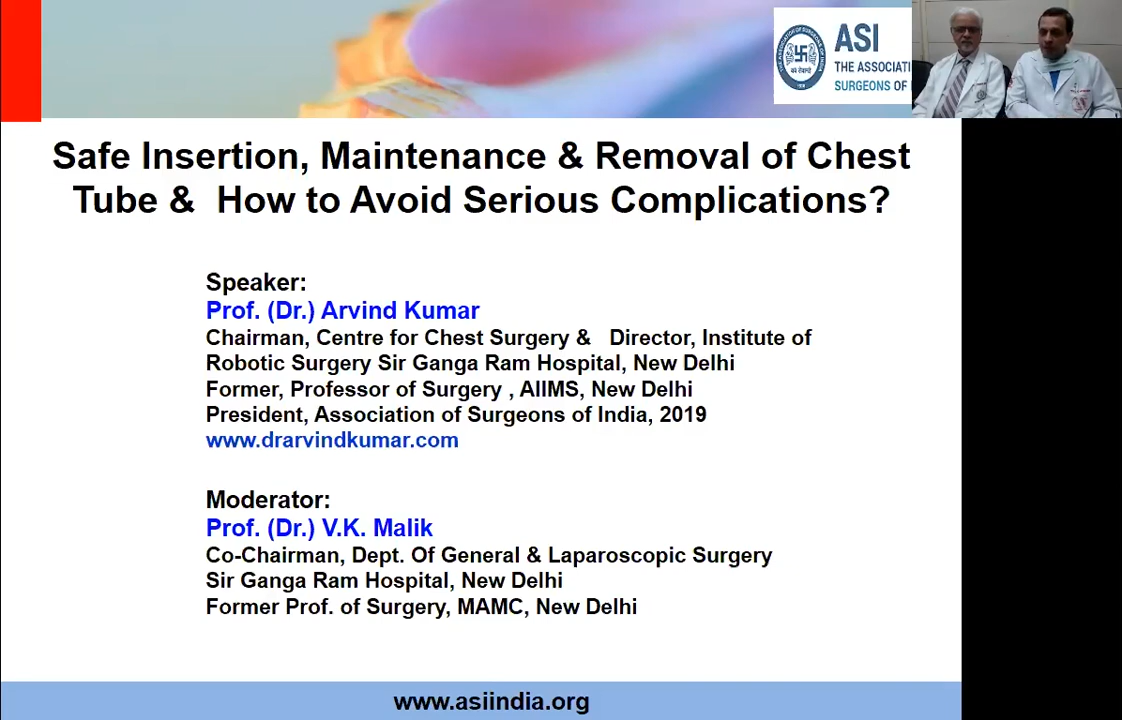 ASI
THE ASSOCIATI
SURGEONS OF
Safe Insertion, Maintenance & Removal of Chest
Tube & How to Avoid Serious Complications?
Speaker:
Prof. (Dr.) Arvind Kumar
Chairman, Centre for Chest Surgery & Director, Institute of
Robotic Surgery Sir Ganga Ram Hospital, New Delhi
Former, Professor of Surgery , AIIMS, New Delhi
President, Association of Surgeons of India, 2019
www.drarvindkumar.com
Moderator:
Prof. (Dr.) V.K. Malik
Co-Chairman, Dept. Of General & Laparoscopic Surgery
Sir Ganga Ram Hospital, New Delhi
Former Prof. of Surgery, MAMC, New Delhi
www.asiindia.org